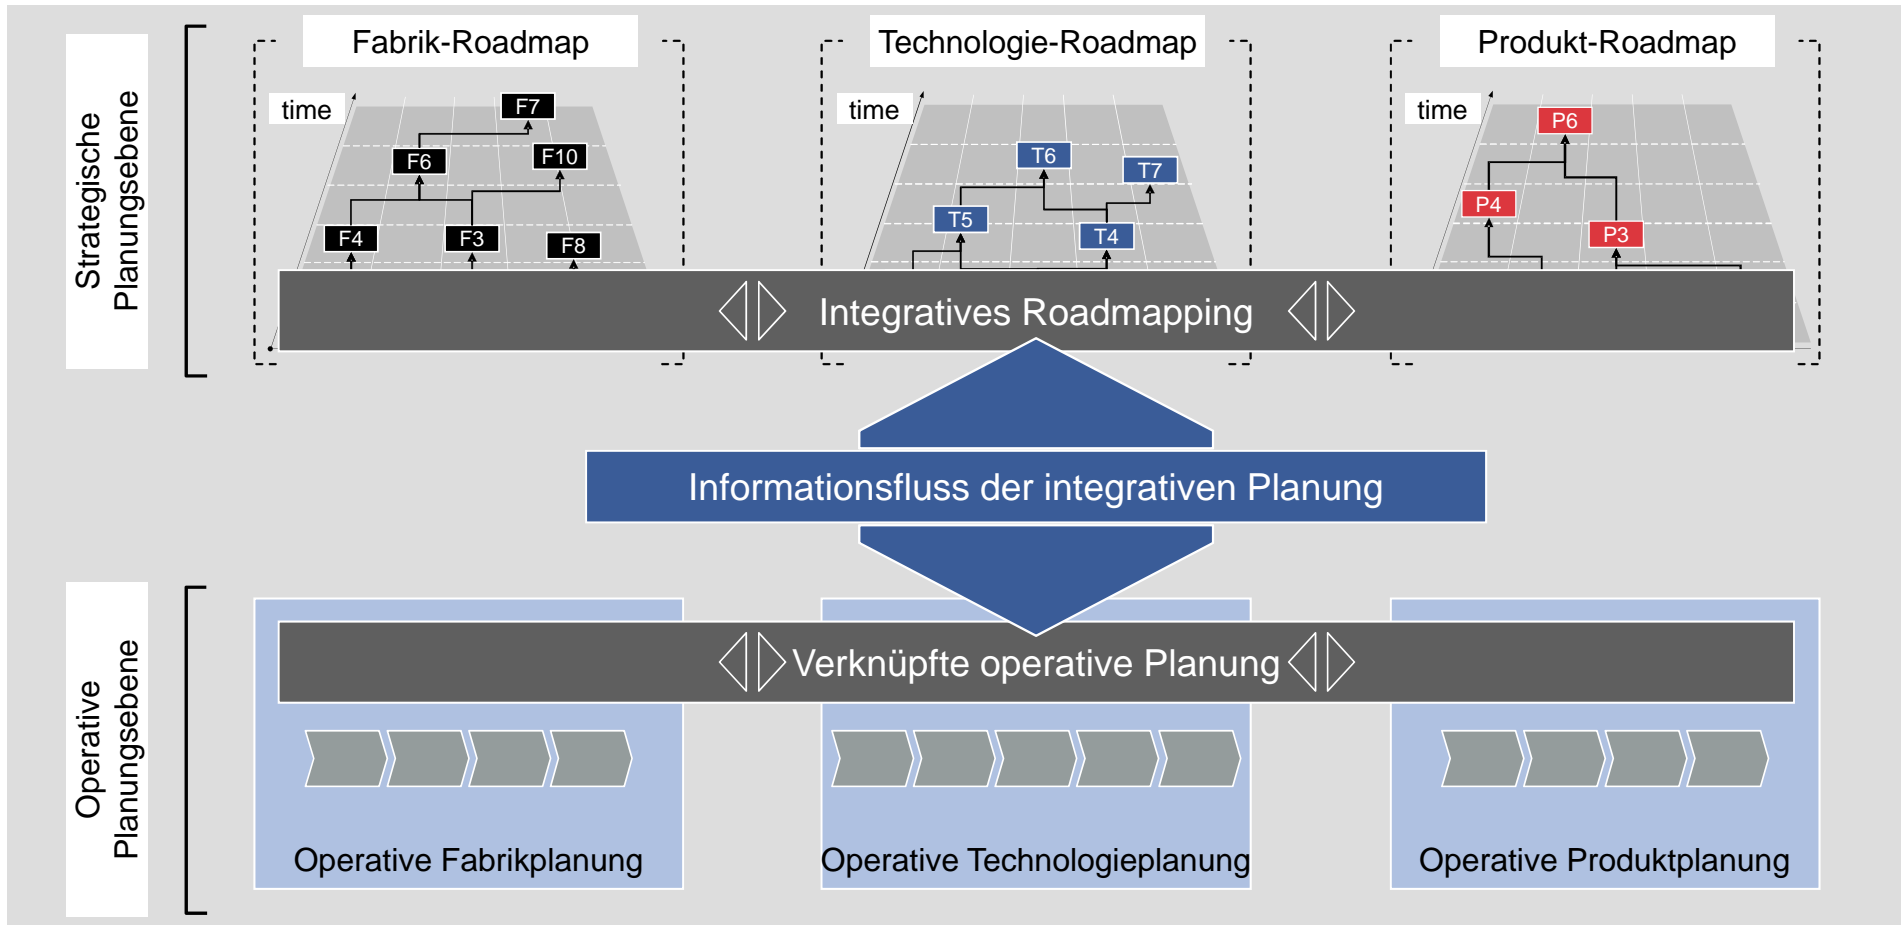 Strategische
Planungsebene
Fabrik-Roadmap
Technologie-Roadmap
Produkt-Roadmap
time
F7
F6
F10
F4
F3
F8
time
T6
T7
T5
T4
time
P6
P4
P3
Integratives Roadmapping
Informationsfluss der integrativen Planung
Operative
Planungsebene
Verknüpfte operative Planung
Operative Fabrikplanung
Operative Technologieplanung
Operative Produktplanung